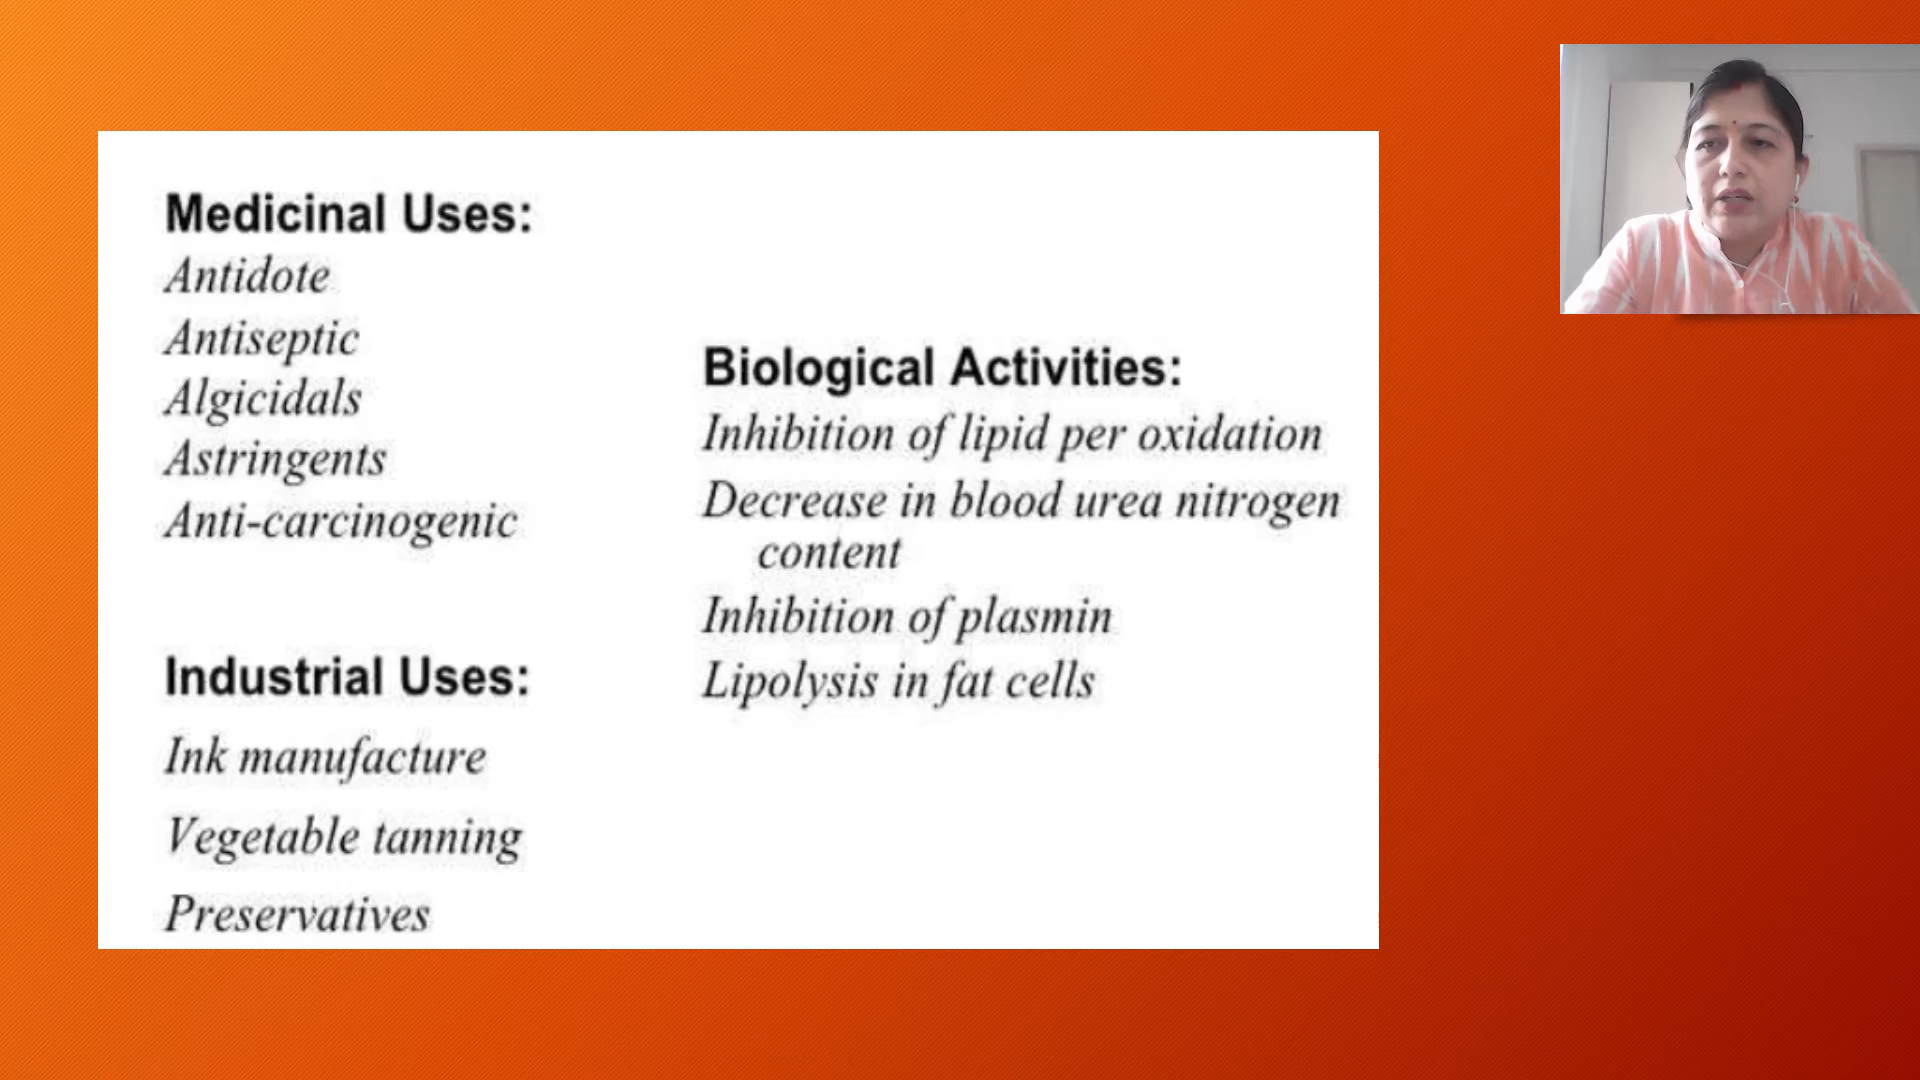 Medicinal Uses:
Antidote
Antiseptic
Algicidals
Astringents
Anti-carcinogenic
Industrial Uses:
Ink manufacture
Vegetable tanning
Preservatives
Biological Activities:
Inhibition of lipid per oxidation
Decrease in blood urea nitrogen
content
Inhibition of plasmin
Lipolysis in fat cells